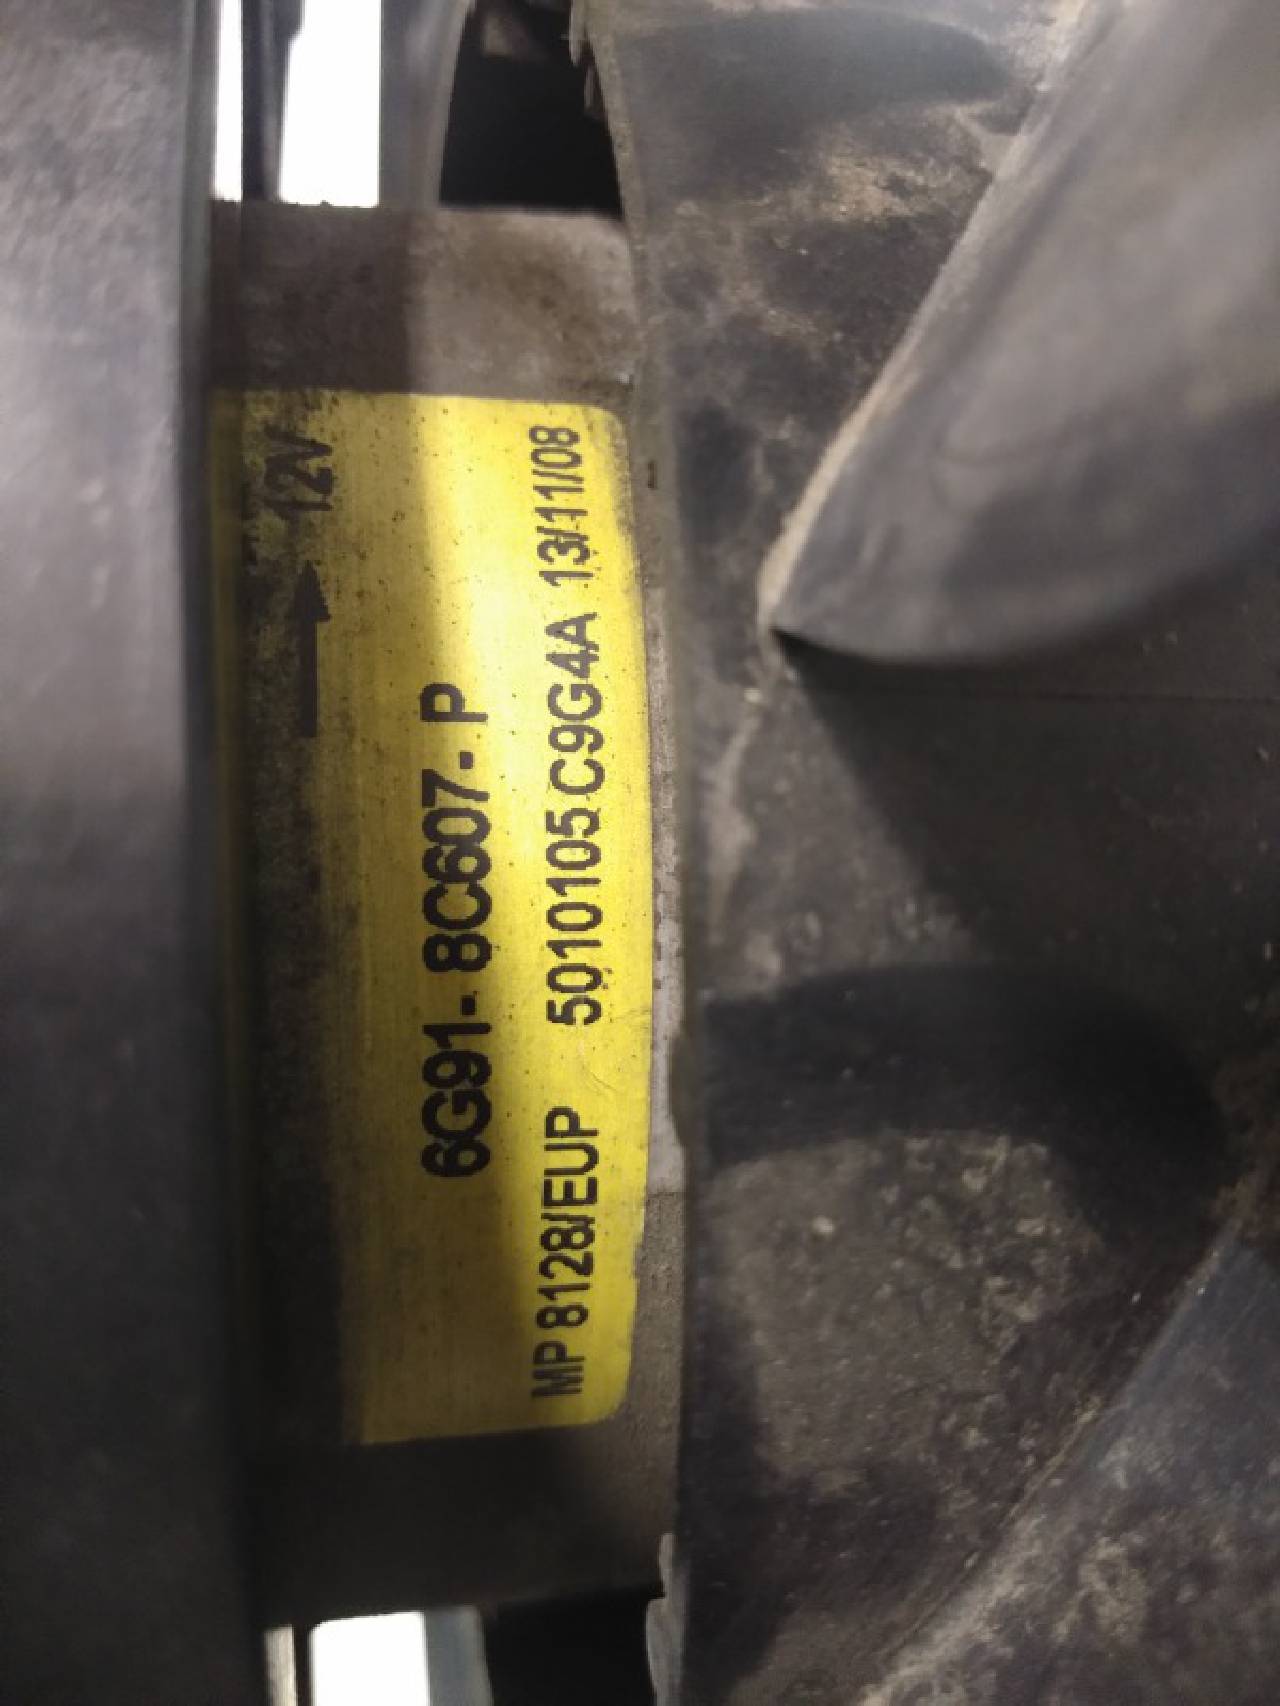 → 12V
6G91-8C607-P
MP 8128/EUP 5010105 C9G4A 13/11/08